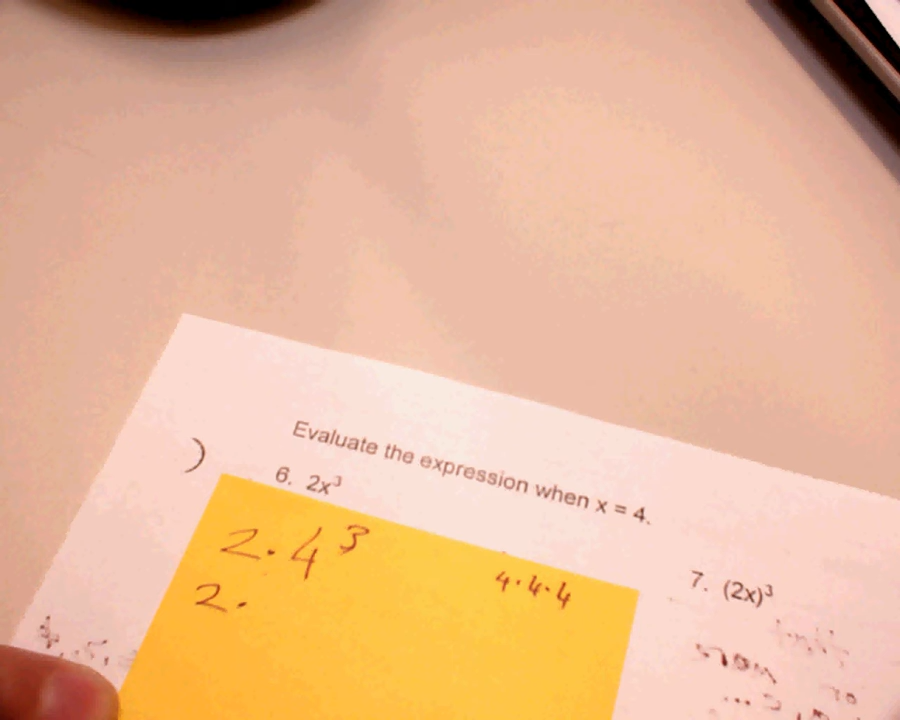 Evaluate the expression when x = 4.
)
6. 2x³
2·4³
4·4·4
2·
7. (2x)³